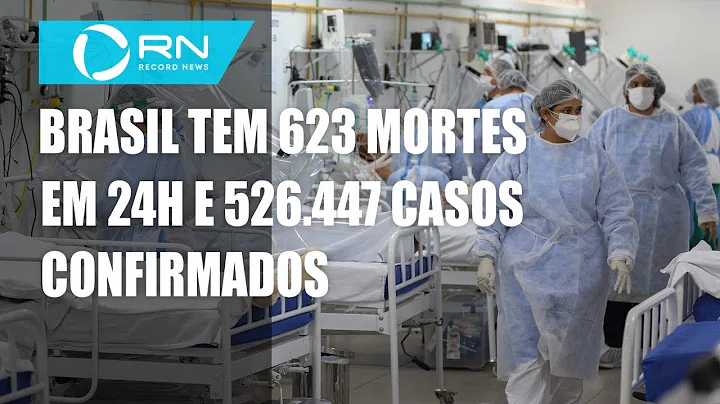 RN
RECORD NEWS
BRASIL TEM 623 MORTES
EM 24H E 526.447 CASOS
CONFIRMADOS